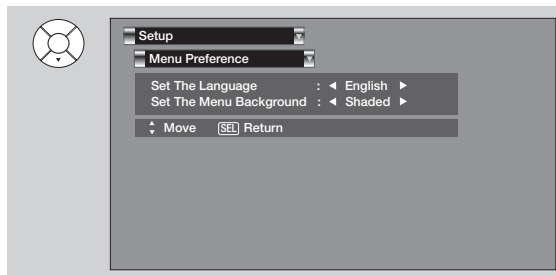 Setup
Menu Preference
Set The Language : ◀ English ▶
Set The Menu Background : ◀ Shaded ▶
Move SEL Return